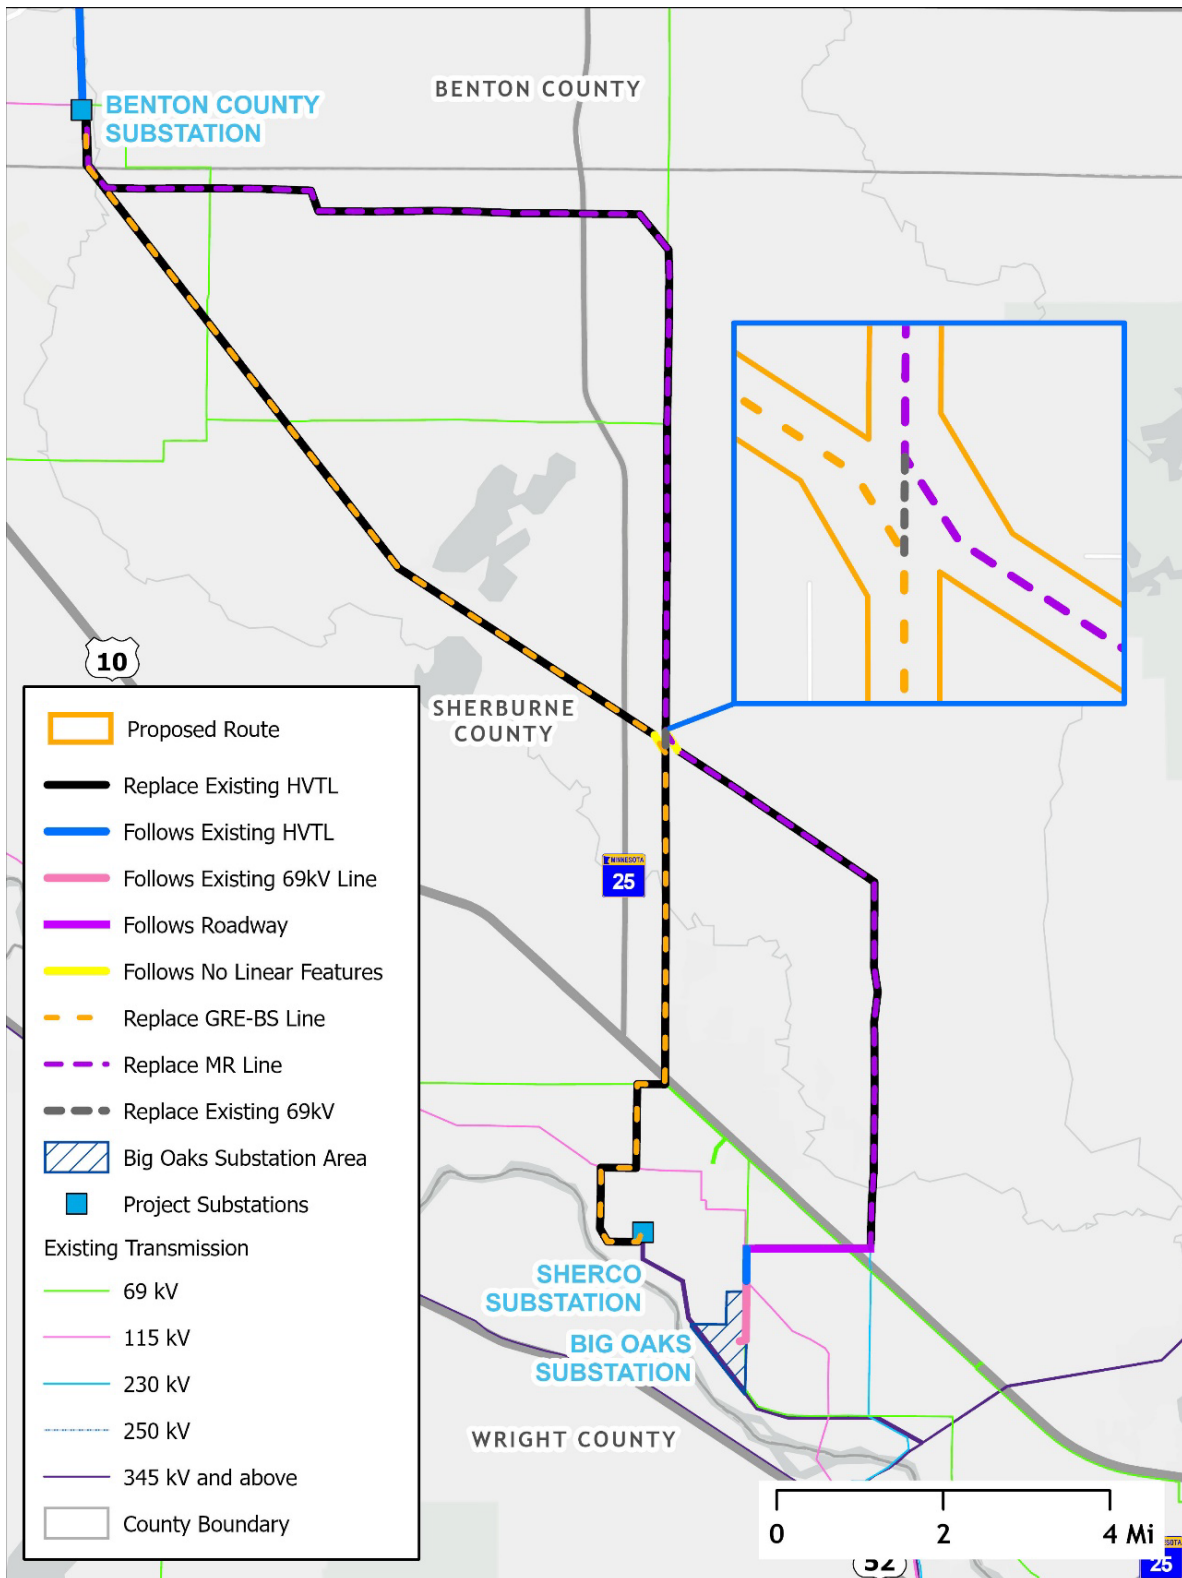 BENTON COUNTY
BENTON COUNTY
SUBSTATION
10
SHERBURNE
COUNTY
MINNESOTA
25
Proposed Route
Replace Existing HVTL
Follows Existing HVTL
Follows Existing 69kV Line
Follows Roadway
Follows No Linear Features
Replace GRE-BS Line
Replace MR Line
Replace Existing 69kV
Big Oaks Substation Area
Project Substations
Existing Transmission
69 kV
115 kV
230 kV
250 kV
345 kV and above
County Boundary
SHERCO
SUBSTATION
BIG OAKS
SUBSTATION
WRIGHT COUNTY
0 2 4 Mi
52
25